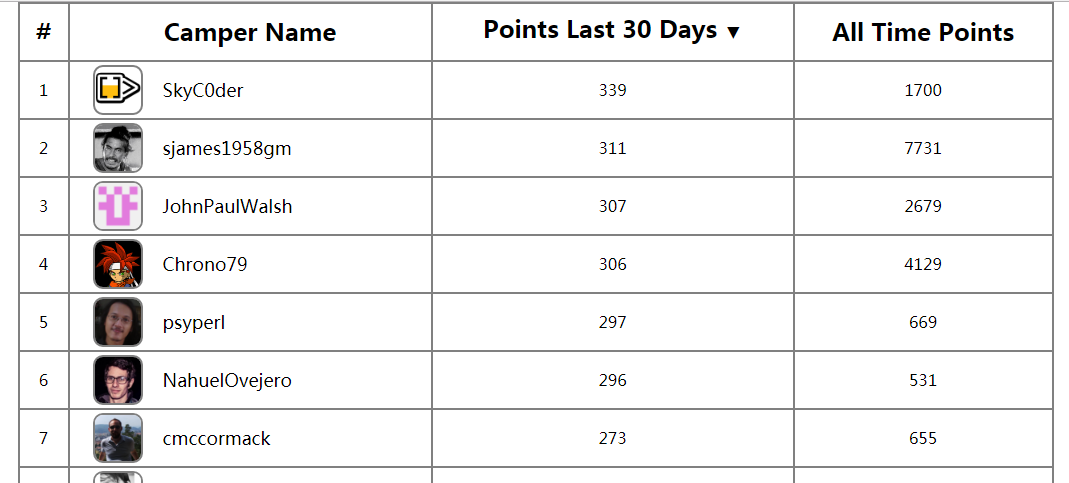 # Camper Name Points Last 30 Days ▼ All Time Points
1 SkyC0der 339 1700
2 sjames1958gm 311 7731
3 JohnPaulWalsh 307 2679
4 Chrono79 306 4129
5 psyperl 297 669
6 NahuelOvejero 296 531
7 cmccormack 273 655